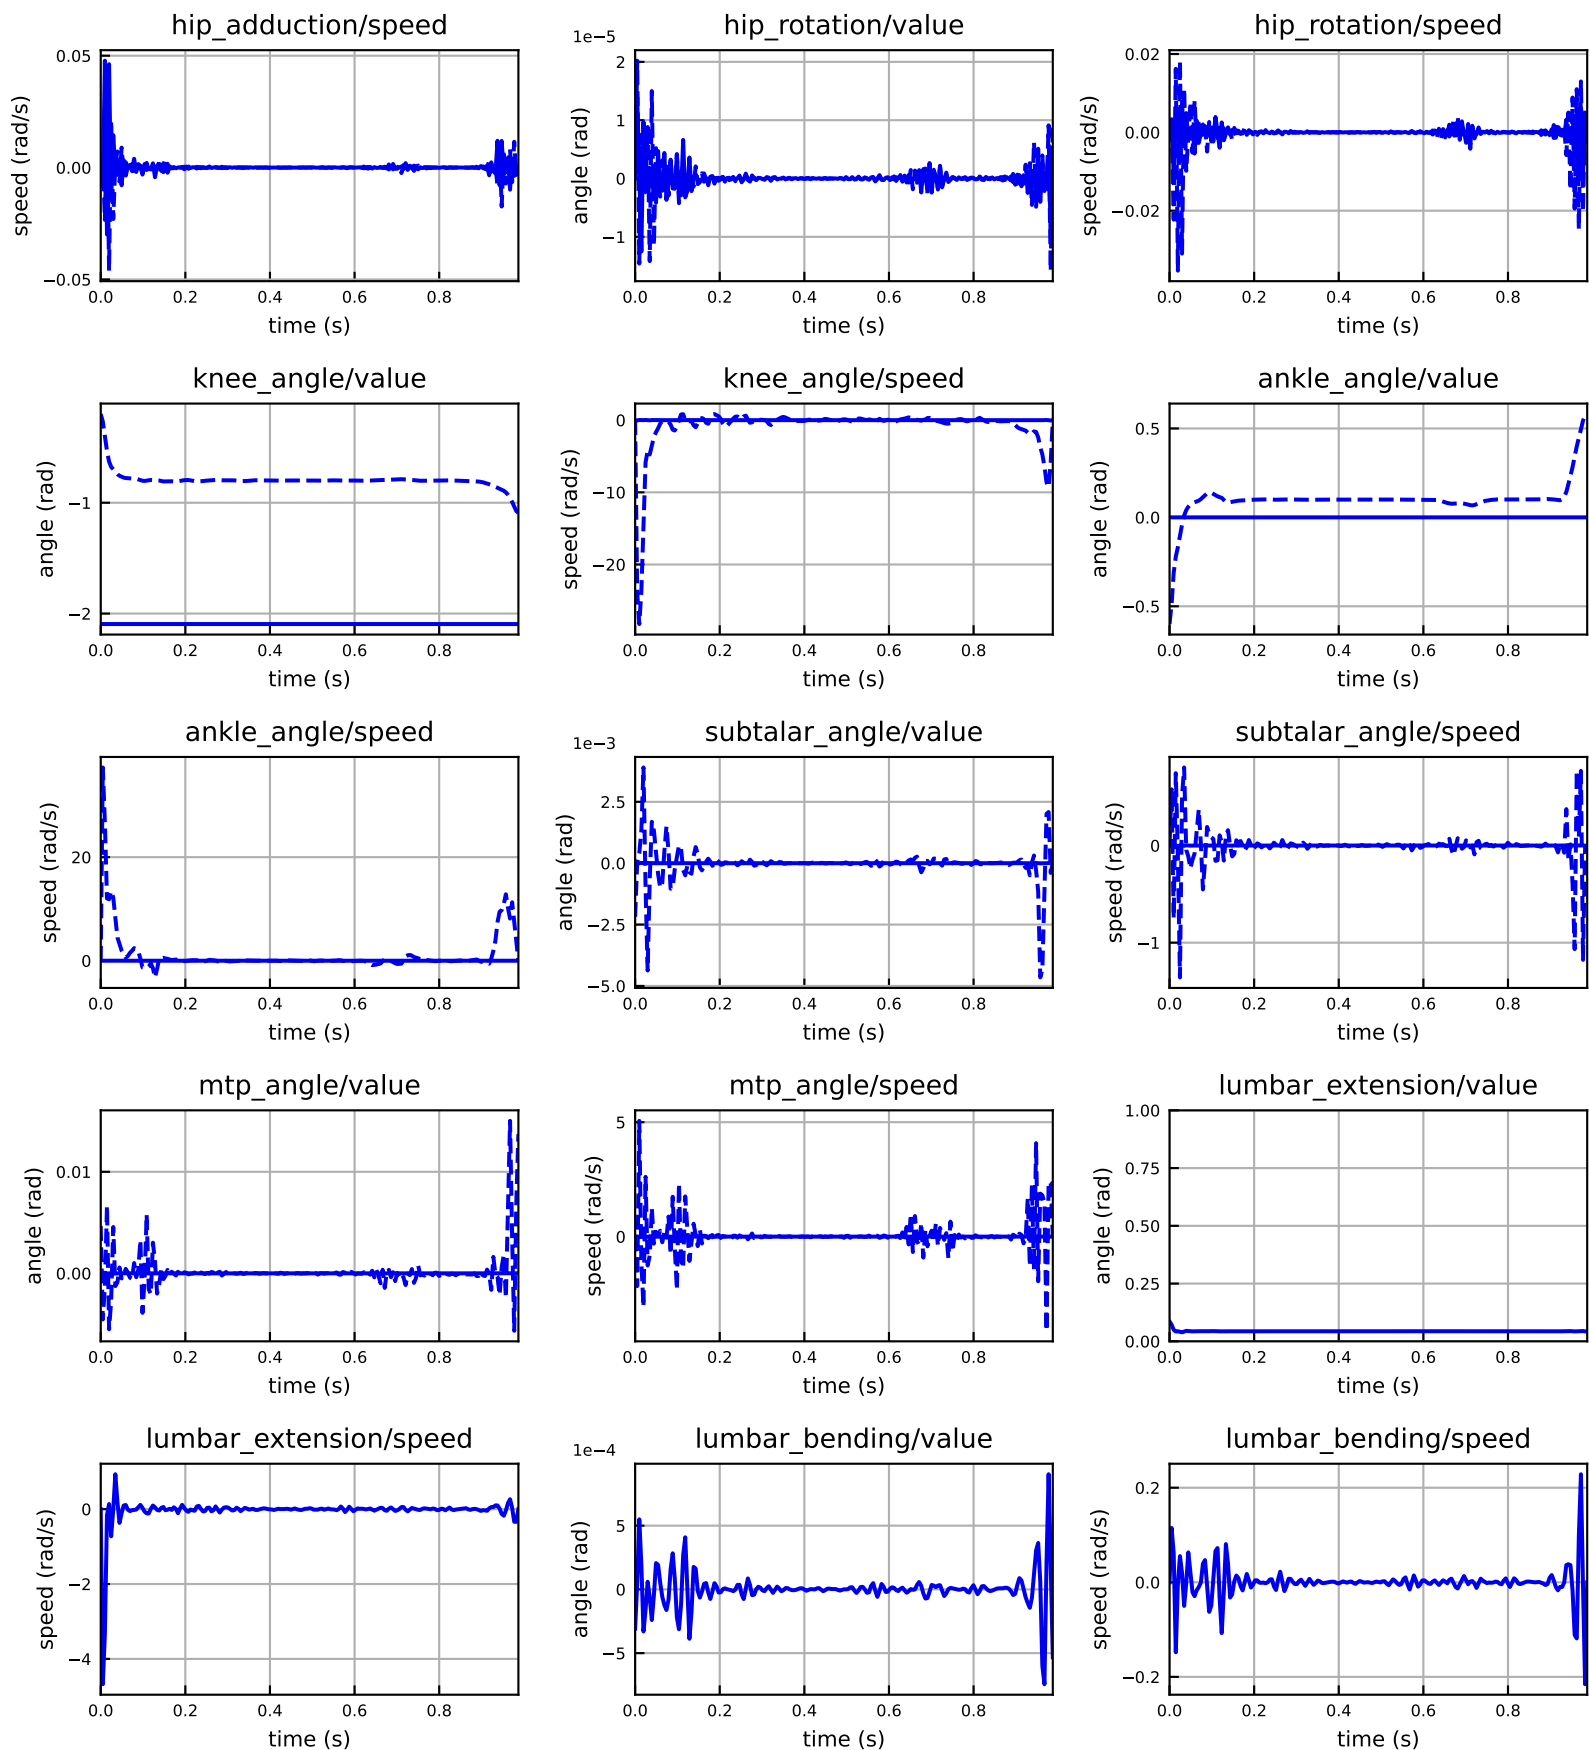 hip_adduction/speed
speed (rad/s)
0.05
0.00
−0.05
0.0 0.2 0.4 0.6 0.8
time (s)
hip_rotation/value
1e−5
angle (rad)
2
1
0
−1
0.0 0.2 0.4 0.6 0.8
time (s)
hip_rotation/speed
speed (rad/s)
0.02
0.00
−0.02
0.0 0.2 0.4 0.6 0.8
time (s)
knee_angle/value
angle (rad)
−1
−2
0.0 0.2 0.4 0.6 0.8
time (s)
knee_angle/speed
speed (rad/s)
0
−10
−20
0.0 0.2 0.4 0.6 0.8
time (s)
ankle_angle/value
angle (rad)
0.5
0.0
−0.5
0.0 0.2 0.4 0.6 0.8
time (s)
ankle_angle/speed
speed (rad/s)
20
0
0.0 0.2 0.4 0.6 0.8
time (s)
subtalar_angle/value
1e−3
angle (rad)
2.5
0.0
−2.5
−5.0
0.0 0.2 0.4 0.6 0.8
time (s)
subtalar_angle/speed
speed (rad/s)
0
−1
0.0 0.2 0.4 0.6 0.8
time (s)
mtp_angle/value
angle (rad)
0.01
0.00
0.0 0.2 0.4 0.6 0.8
time (s)
mtp_angle/speed
speed (rad/s)
5
0
0.0 0.2 0.4 0.6 0.8
time (s)
lumbar_extension/value
angle (rad)
1.00
0.75
0.50
0.25
0.00
0.0 0.2 0.4 0.6 0.8
time (s)
lumbar_extension/speed
speed (rad/s)
0
−2
−4
0.0 0.2 0.4 0.6 0.8
time (s)
lumbar_bending/value
1e−4
angle (rad)
5
0
−5
0.0 0.2 0.4 0.6 0.8
time (s)
lumbar_bending/speed
speed (rad/s)
0.2
0.0
−0.2
0.0 0.2 0.4 0.6 0.8
time (s)